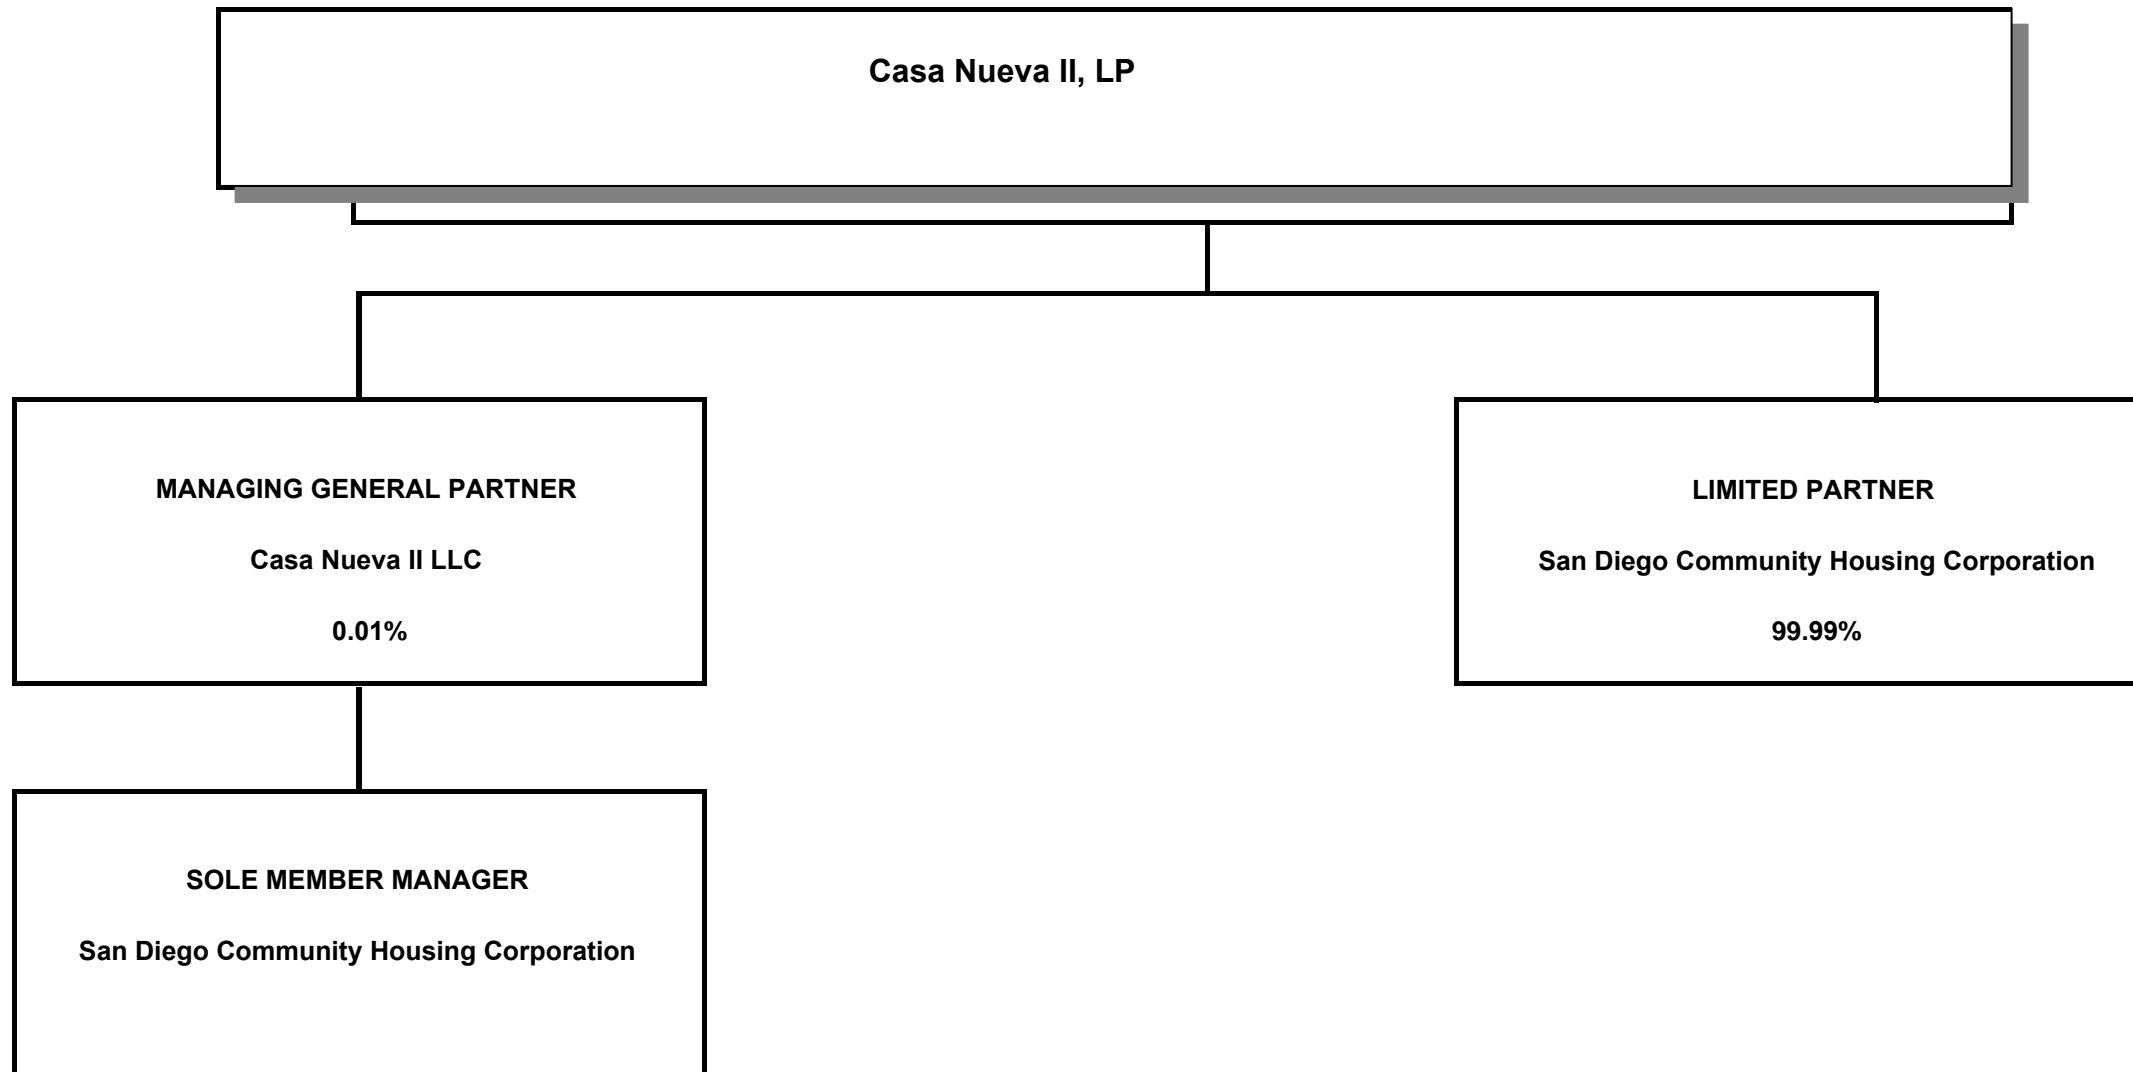 Casa Nueva II, LP
MANAGING GENERAL PARTNER
Casa Nueva II LLC
0.01%
LIMITED PARTNER
San Diego Community Housing Corporation
99.99%
SOLE MEMBER MANAGER
San Diego Community Housing Corporation